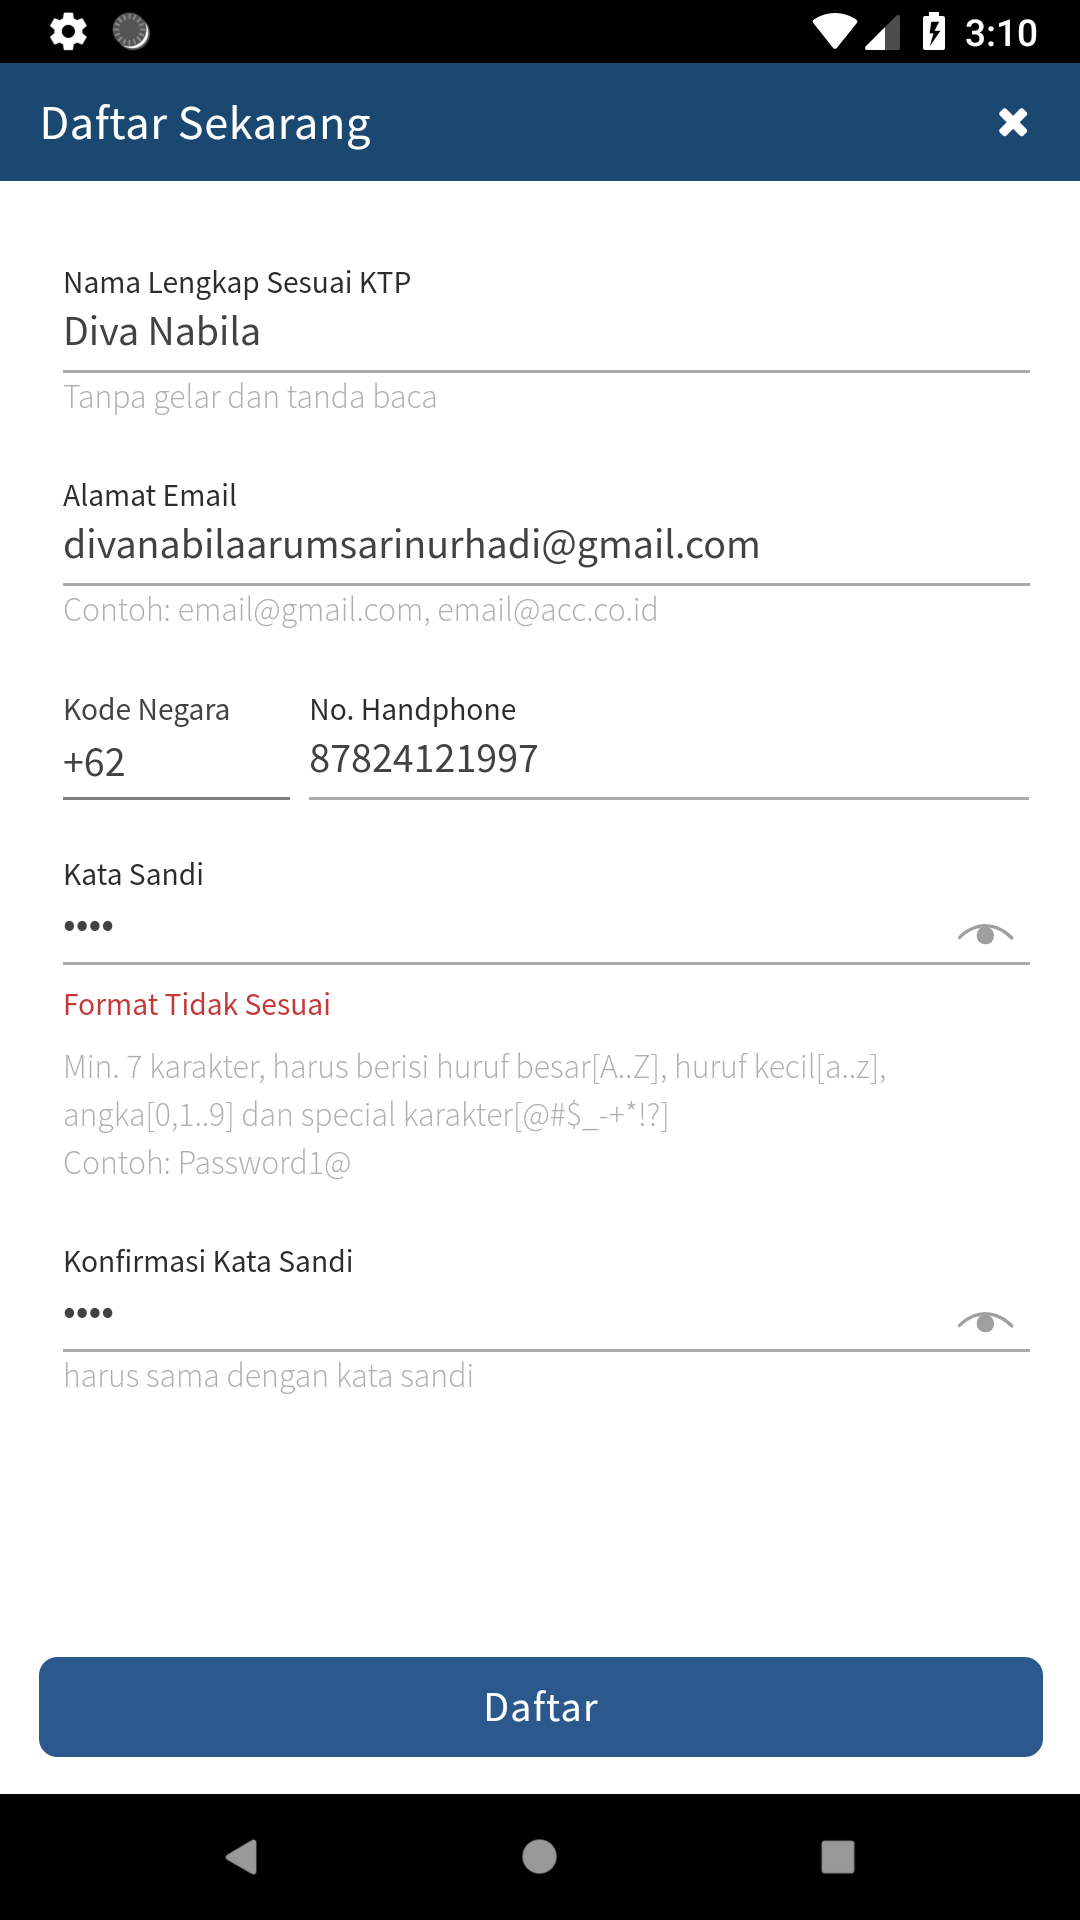 3:10
Daftar Sekarang
Nama Lengkap Sesuai KTP
Diva Nabila
Tanpa gelar dan tanda baca
Alamat Email
divanabilaarumsarinurhadi@gmail.com
Contoh: email@gmail.com, email@acc.co.id
Kode Negara No. Handphone
+62 87824121997
Kata Sandi
••••
Format Tidak Sesuai
Min. 7 karakter, harus berisi huruf besar[A..Z], huruf kecil[a..z],
angka[0,1..9] dan special karakter[@#$_-+*!?]
Contoh: Password1@
Konfirmasi Kata Sandi
••••
harus sama dengan kata sandi
Daftar